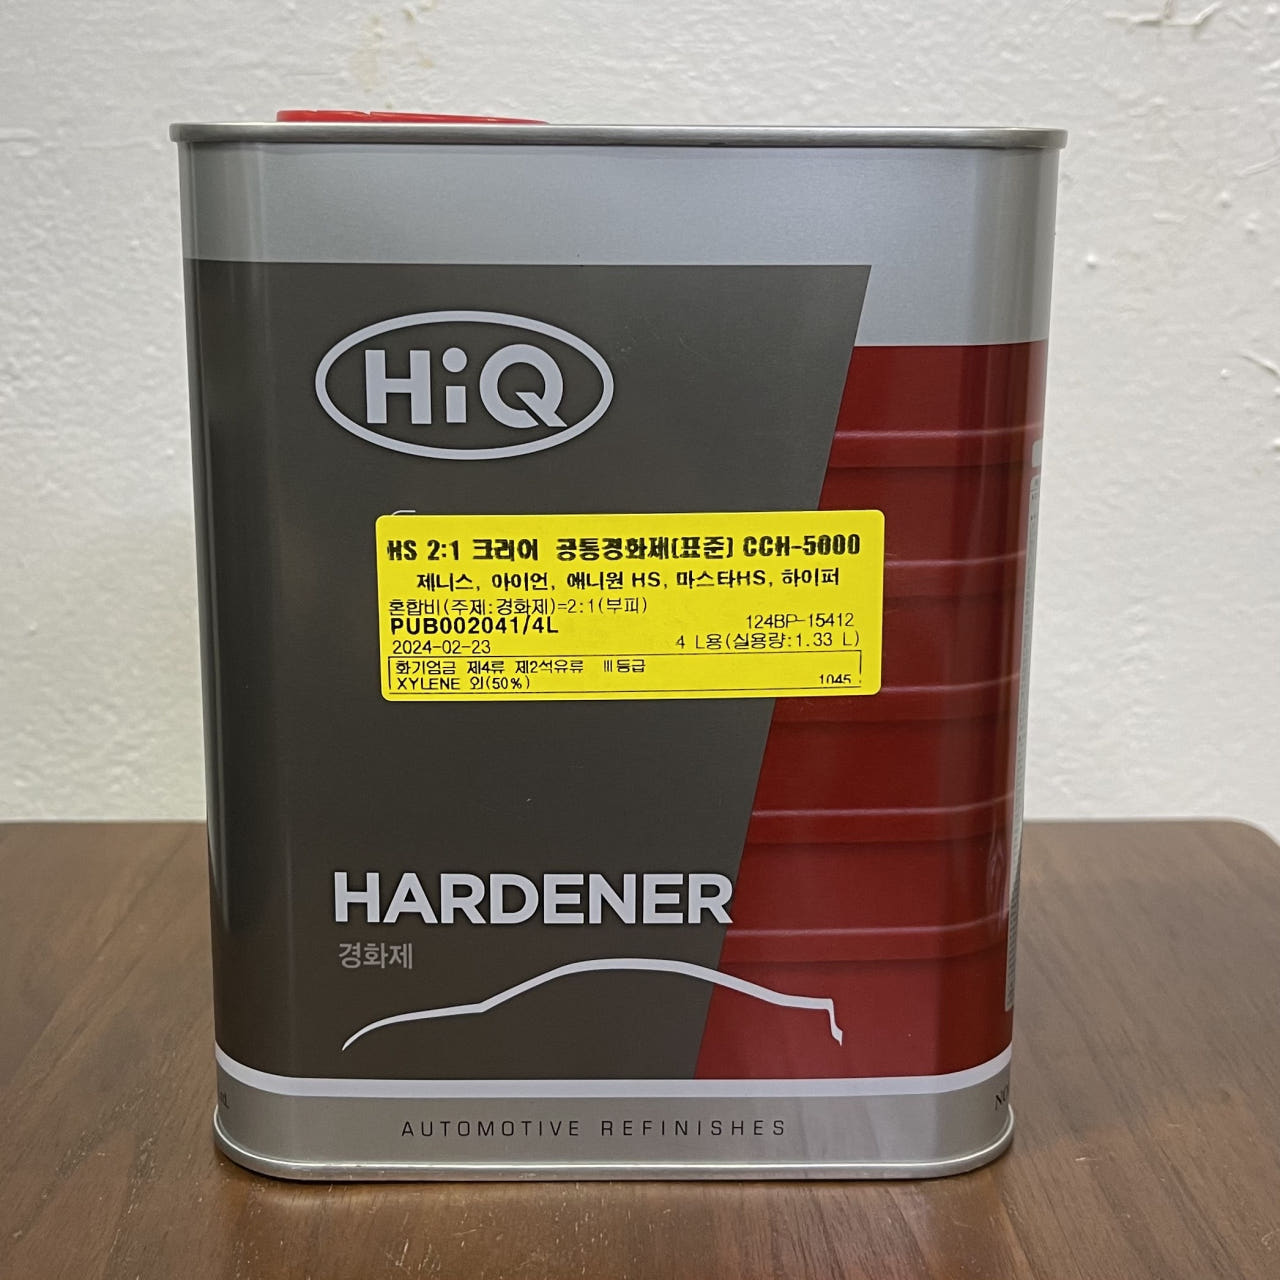 HiQ
HS 2:1 크리어 공통경화제(표준) CCH-5000
제니스, 아이언, 애니원 HS, 마스타HS, 하이퍼
혼합비(주제:경화제)=2:1(부피)
PUB002041/4L 124BP-15412
2024-02-23 4 L용(실용량:1.33 L)
화기엄금 제4류 제2석유류 Ⅲ등급
XYLENE 외(50%) 1045
HARDENER
경화제
AUTOMOTIVE REFINISHES